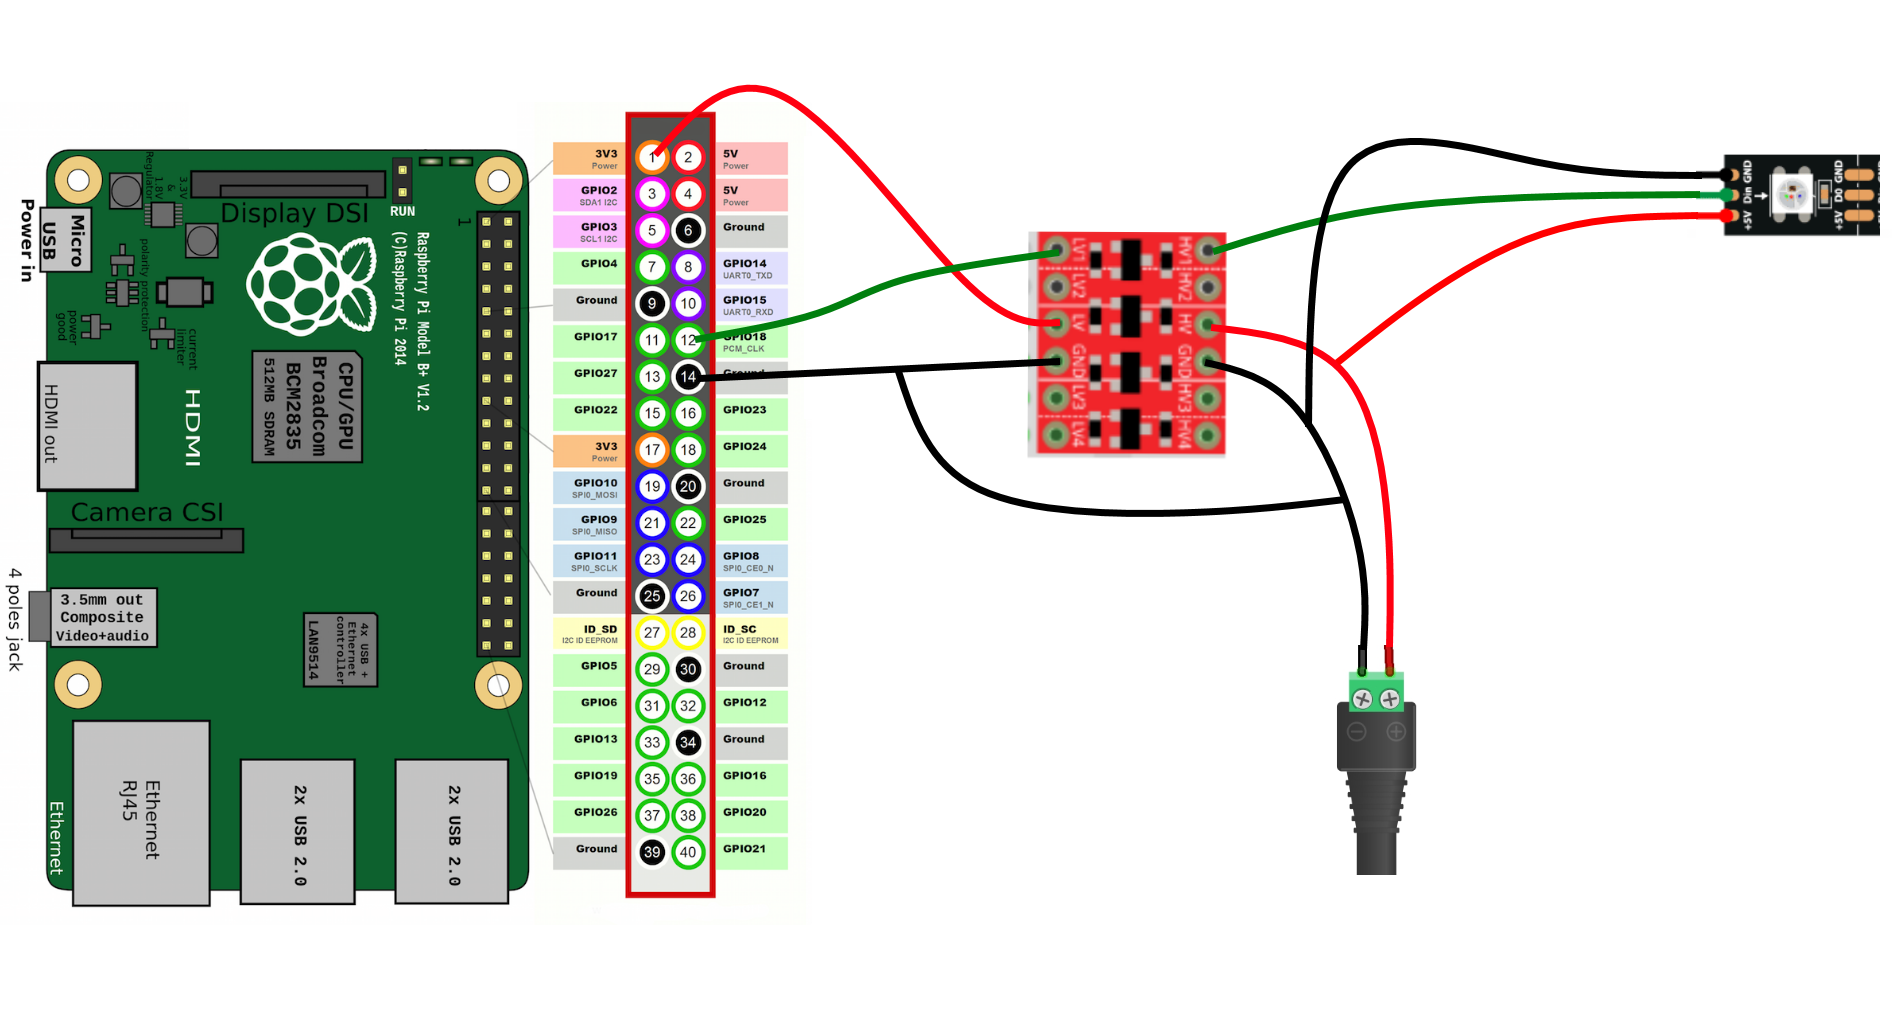 Regulator
1.8V
&
3.3V
Display DSI
RUN
1
Power in
Micro
USB
polarity protection
power
good
current
limiter
Raspberry Pi Model B+ V1.2
(C)Raspberry Pi 2014
HDMI out
HDMI
CPU/GPU
Broadcom
BCM2835
512MB SDRAM
Camera CSI
4 poles jack
3.5mm out
Composite
Video+audio
4x USB +
Ethernet
controller
LAN9514
Ethernet
Ethernet
RJ45
2x USB 2.0
2x USB 2.0
3V3
Power
1
2
5V
Power
GPIO2
SDA1 I2C
3
4
5V
Power
GPIO3
SCL1 I2C
5
6
Ground
GPIO4
7
8
GPIO14
UART0_TXD
Ground
9
10
GPIO15
UART0_RXD
GPIO17
11
12
GPIO18
PCM_CLK
GPIO27
13
14
Ground
GPIO22
15
16
GPIO23
3V3
Power
17
18
GPIO24
GPIO10
SPI0_MOSI
19
20
Ground
GPIO9
SPI0_MISO
21
22
GPIO25
GPIO11
SPI0_SCLK
23
24
GPIO8
SPI0_CE0_N
Ground
25
26
GPIO7
SPI0_CE1_N
ID_SD
I2C ID EEPROM
27
28
ID_SC
I2C ID EEPROM
GPIO5
29
30
Ground
GPIO6
31
32
GPIO12
GPIO13
33
34
Ground
GPIO19
35
36
GPIO16
GPIO26
37
38
GPIO20
Ground
39
40
GPIO21
LV1
LV2
LV
GND
LV3
LV4
HV1
HV2
HV
GND
HV3
HV4
GND
Din
+5V
GND
D0
+5V